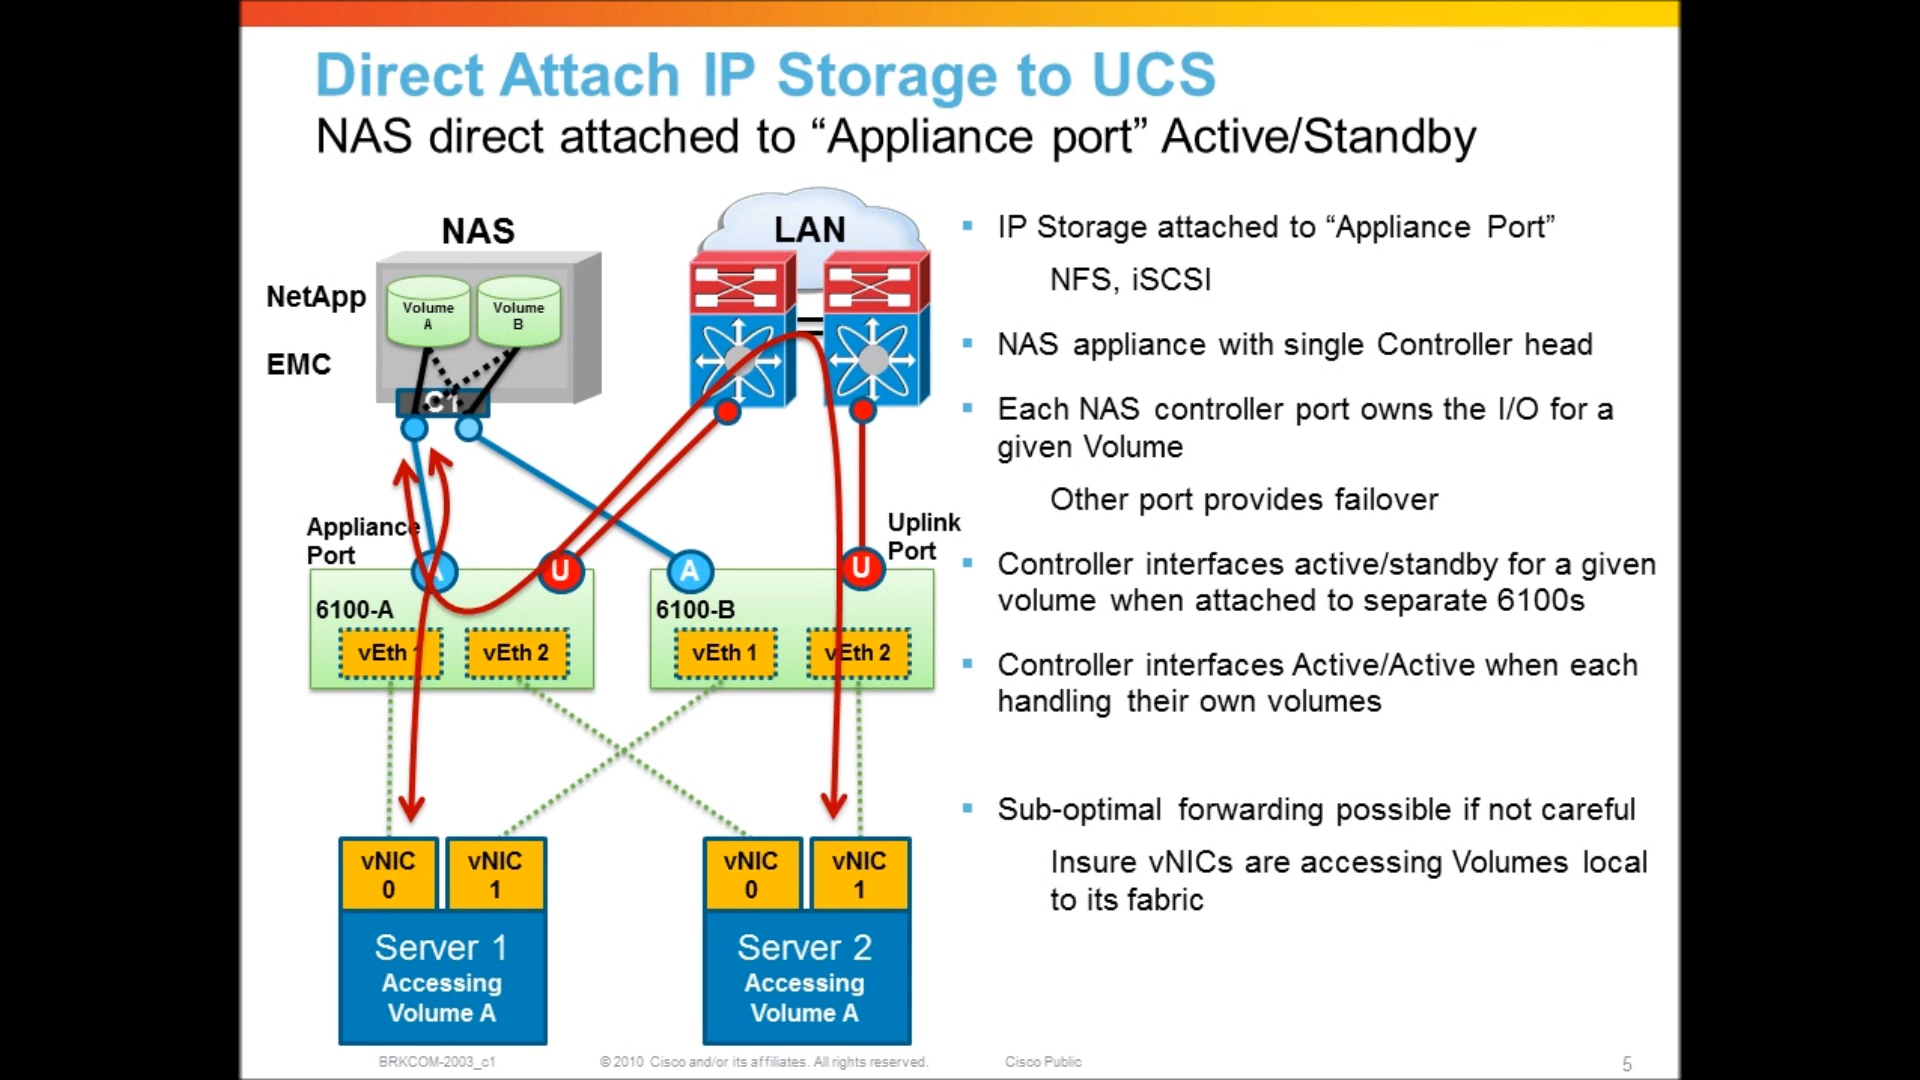 Direct Attach IP Storage to UCS
NAS direct attached to “Appliance port” Active/Standby
NAS
LAN
NetApp
EMC
Volume
A
Volume
B
C1
Appliance
Port
Uplink
Port
A
U
A
U
6100-A
6100-B
vEth 1
vEth 2
vEth 1
vEth 2
vNIC
0
vNIC
1
vNIC
0
vNIC
1
Server 1
Accessing
Volume A
Server 2
Accessing
Volume A
IP Storage attached to “Appliance Port”
NFS, iSCSI
NAS appliance with single Controller head
Each NAS controller port owns the I/O for a
given Volume
Other port provides failover
Controller interfaces active/standby for a given
volume when attached to separate 6100s
Controller interfaces Active/Active when each
handling their own volumes
Sub-optimal forwarding possible if not careful
Insure vNICs are accessing Volumes local
to its fabric
BRKCOM-2003_c1
© 2010 Cisco and/or its affiliates. All rights reserved.
Cisco Public
5